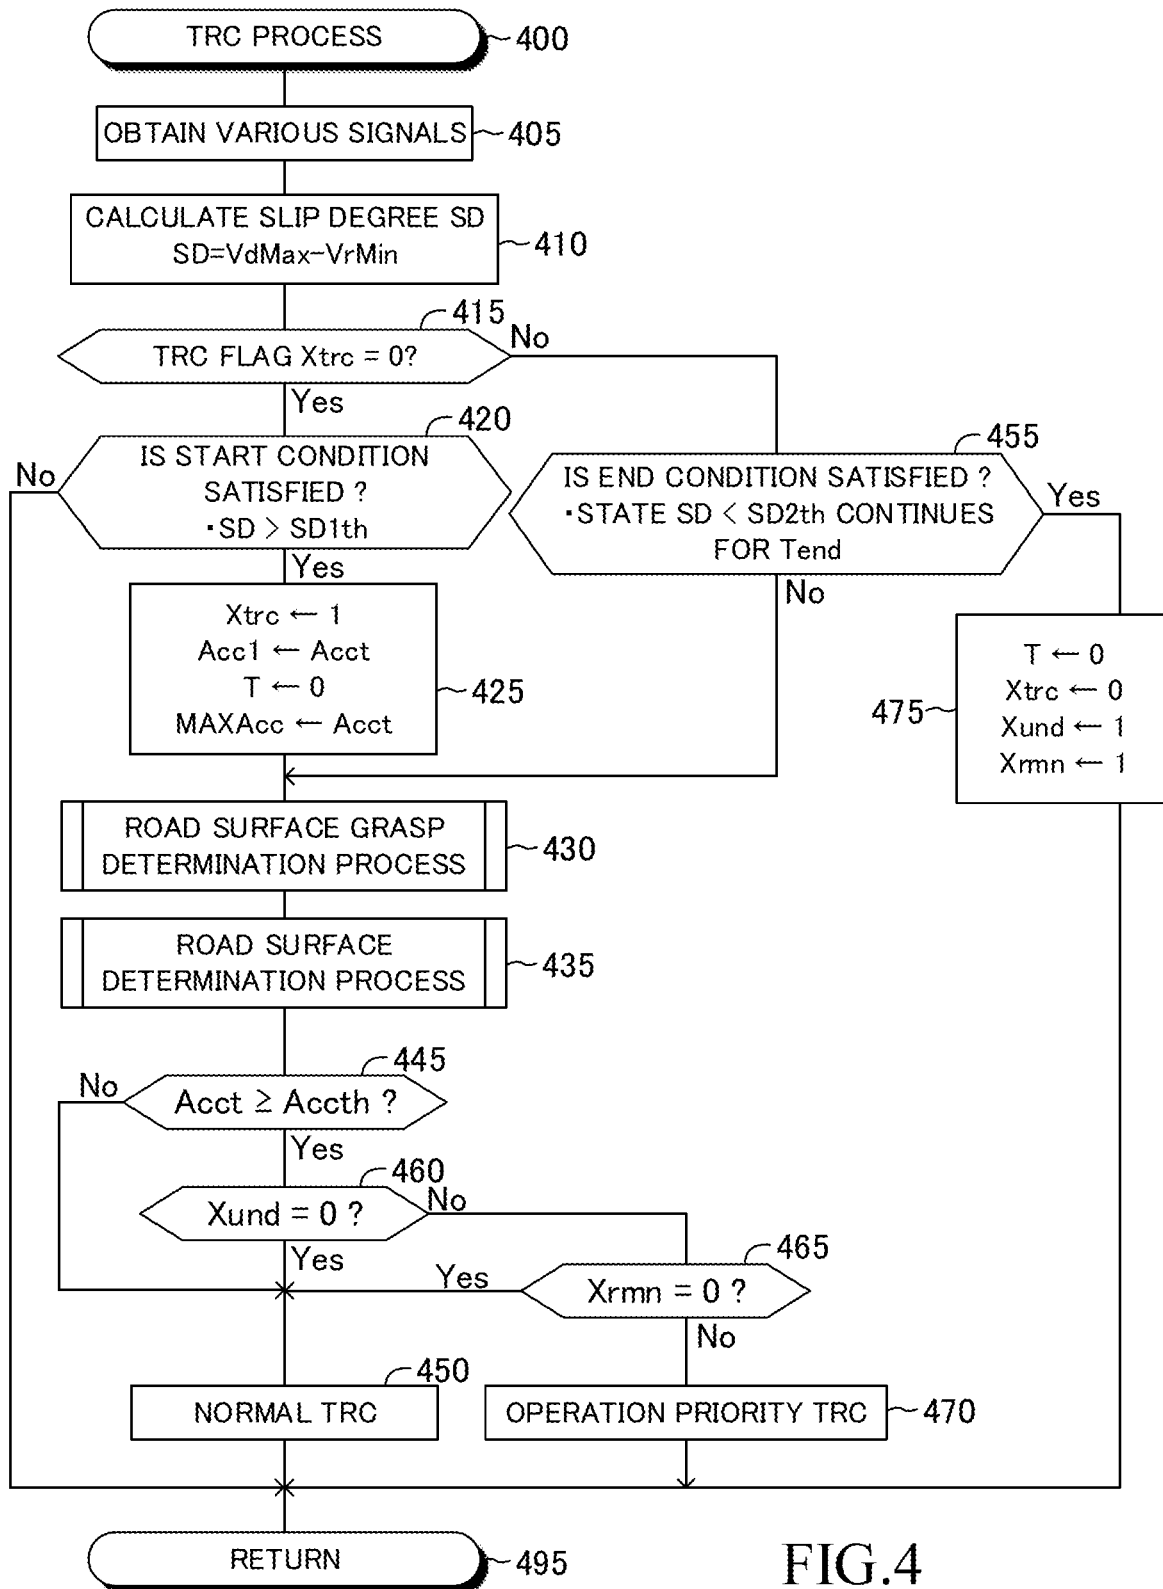 TRC PROCESS
400
OBTAIN VARIOUS SIGNALS
405
CALCULATE SLIP DEGREE SD
SD=VdMax-VrMin
410
415
TRC FLAG Xtrc = 0?
No
Yes
420
IS START CONDITION
SATISFIED ?
・SD > SD1th
No
Yes
455
IS END CONDITION SATISFIED ?
・STATE SD < SD2th CONTINUES
FOR Tend
Yes
No
Xtrc ← 1
Acc1 ← Acct
T ← 0
MAXAcc ← Acct
425
T ← 0
Xtrc ← 0
Xund ← 1
Xrmn ← 1
475
ROAD SURFACE GRASP
DETERMINATION PROCESS
430
ROAD SURFACE
DETERMINATION PROCESS
435
445
No
Acct ≥ Accth ?
Yes
460
Xund = 0 ?
No
Yes
465
Yes
Xrmn = 0 ?
No
450
NORMAL TRC
OPERATION PRIORITY TRC
470
RETURN
495
FIG.4